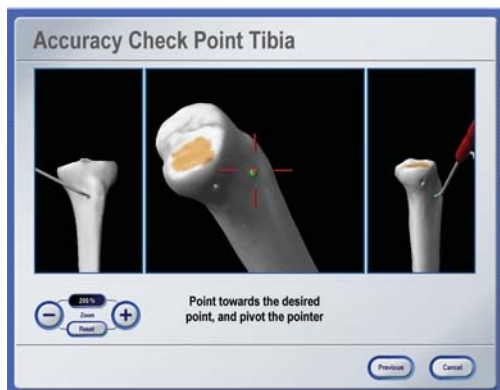 Accuracy Check Point Tibia
200 %
Zoom
Reset
Point towards the desired
point, and pivot the pointer
Previous
Cancel